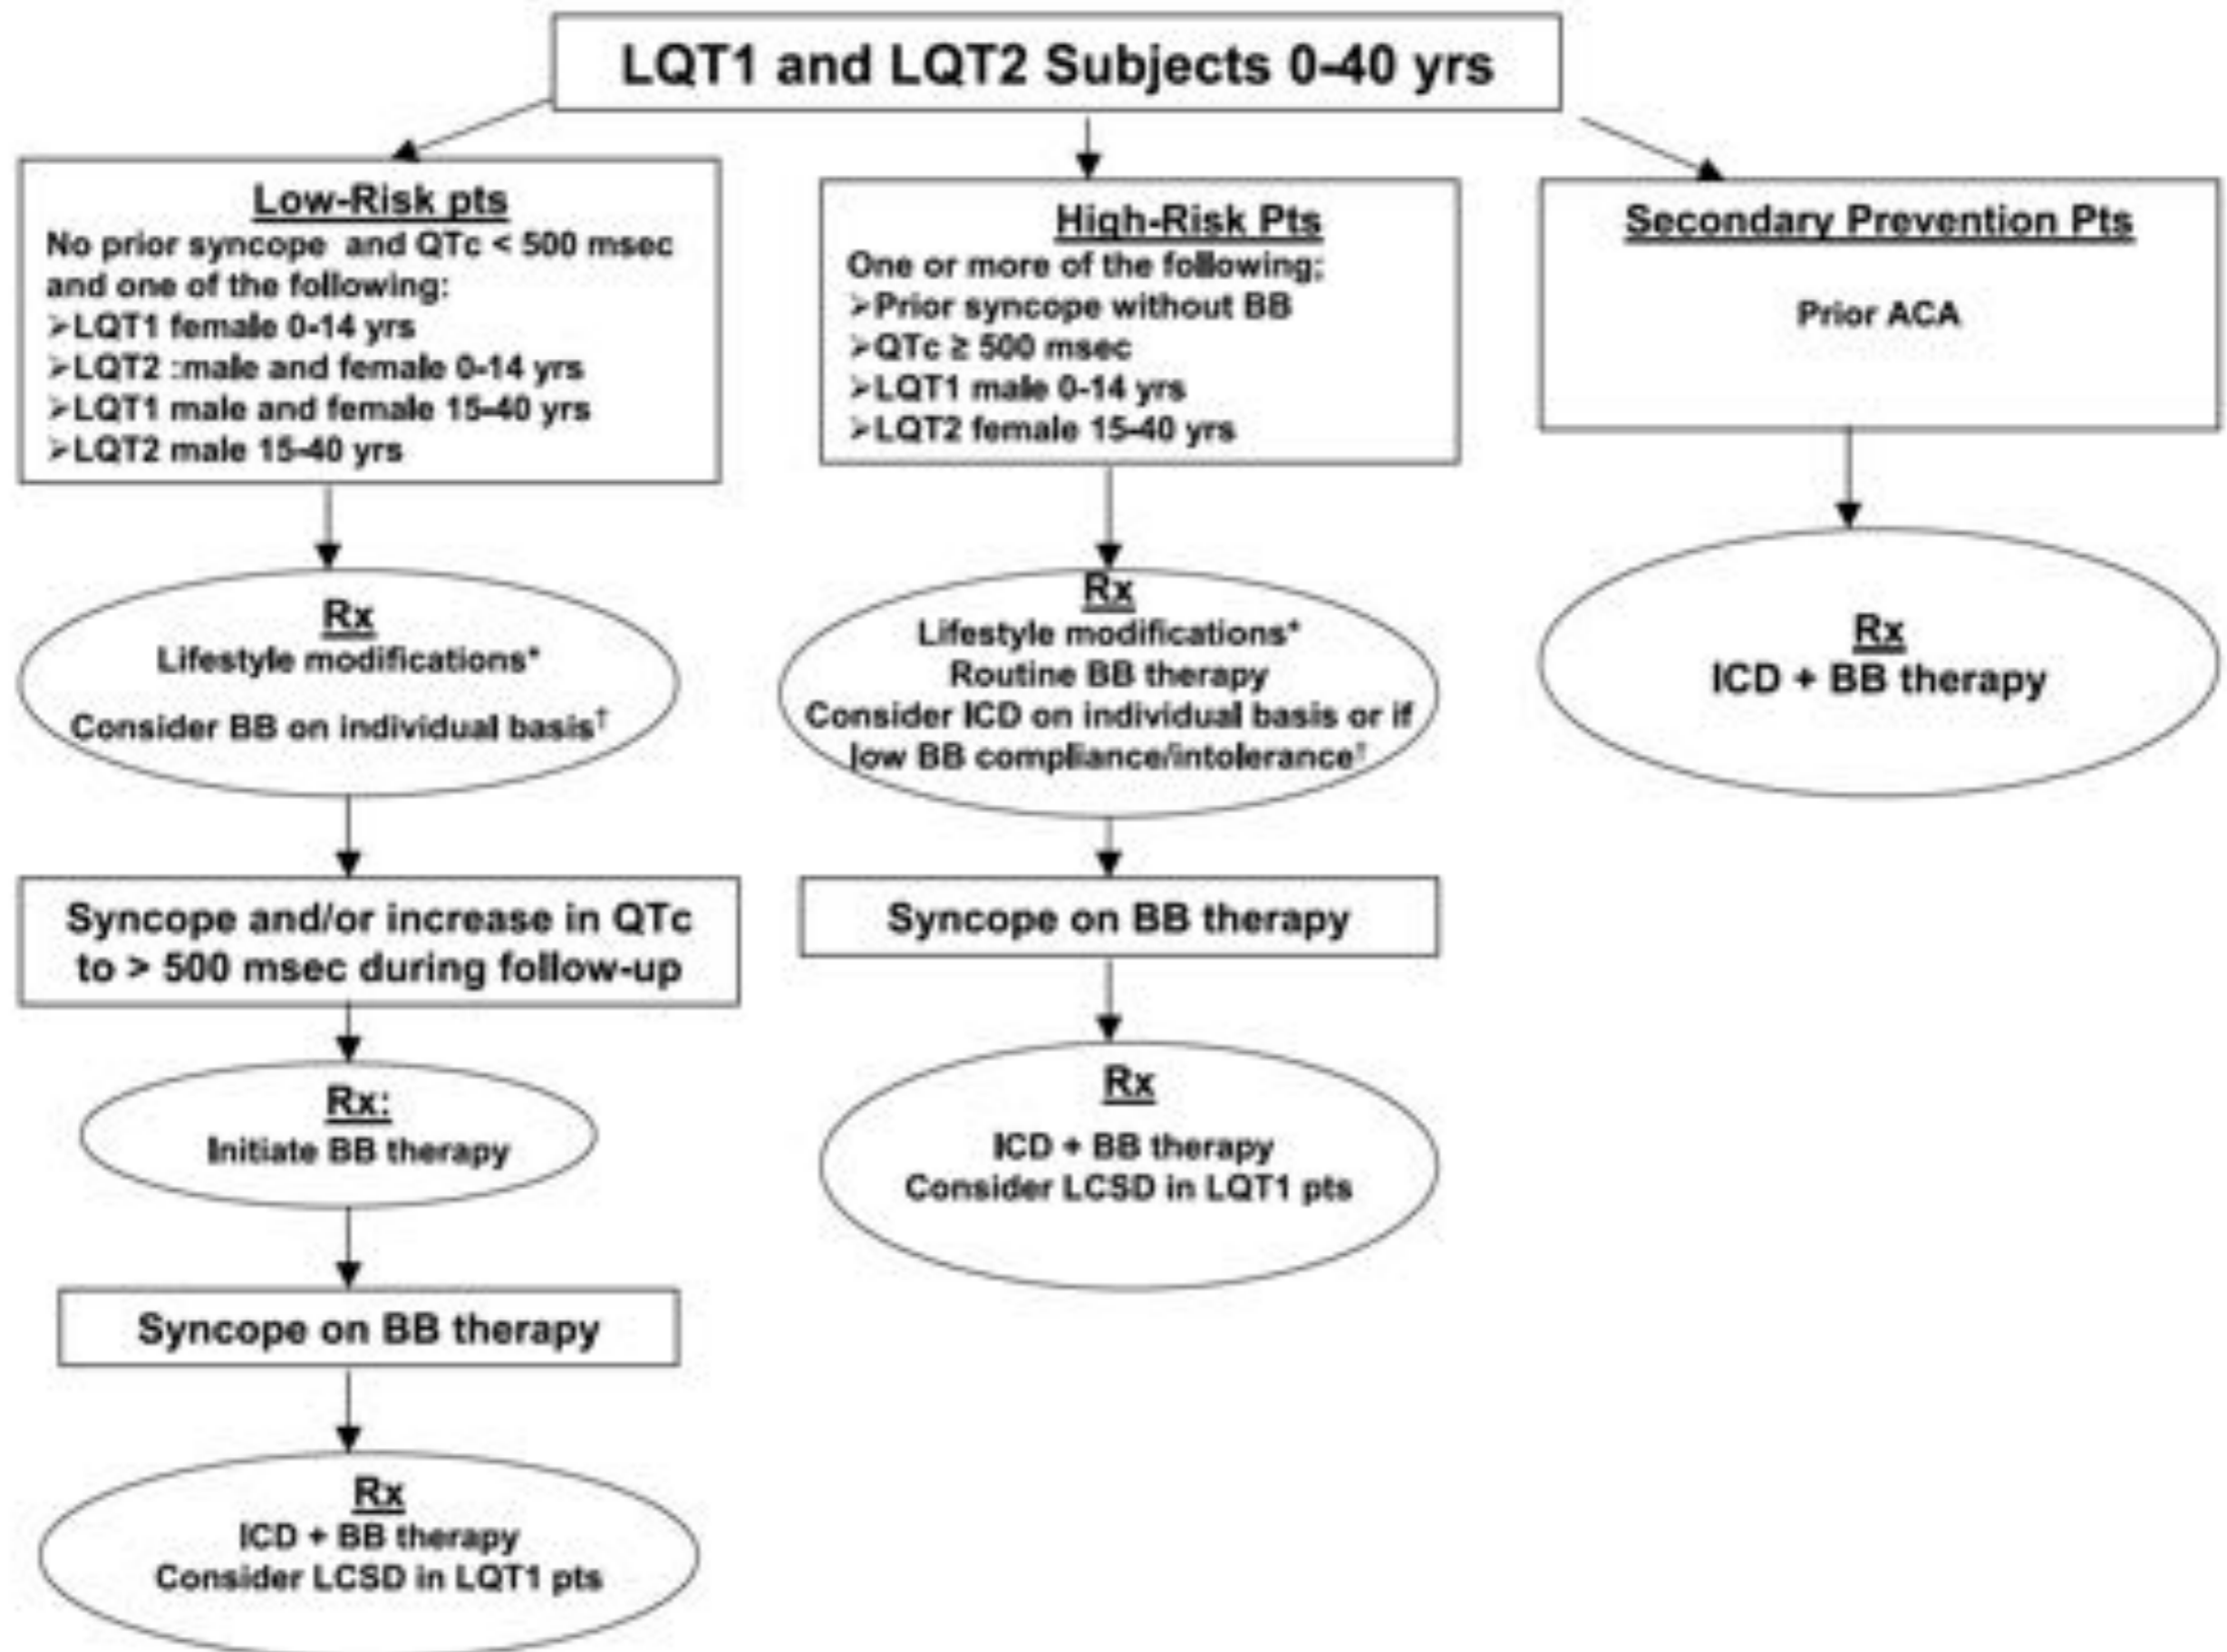 LQT1 and LQT2 Subjects 0-40 yrs
Low-Risk pts
No prior syncope and QTc < 500 msec
and one of the following:
➢LQT1 female 0-14 yrs
➢LQT2 :male and female 0-14 yrs
➢LQT1 male and female 15-40 yrs
➢LQT2 male 15-40 yrs
Rx
Lifestyle modifications*
Consider BB on individual basis†
Syncope and/or increase in QTc
to > 500 msec during follow-up
Rx:
Initiate BB therapy
Syncope on BB therapy
Rx
ICD + BB therapy
Consider LCSD in LQT1 pts
High-Risk Pts
One or more of the following;
➢Prior syncope without BB
➢QTc ≥ 500 msec
➢LQT1 male 0-14 yrs
➢LQT2 female 15-40 yrs
Rx
Lifestyle modifications*
Routine BB therapy
Consider ICD on individual basis or if
low BB compliance/intolerance†
Syncope on BB therapy
Rx
ICD + BB therapy
Consider LCSD in LQT1 pts
Secondary Prevention Pts
Prior ACA
Rx
ICD + BB therapy